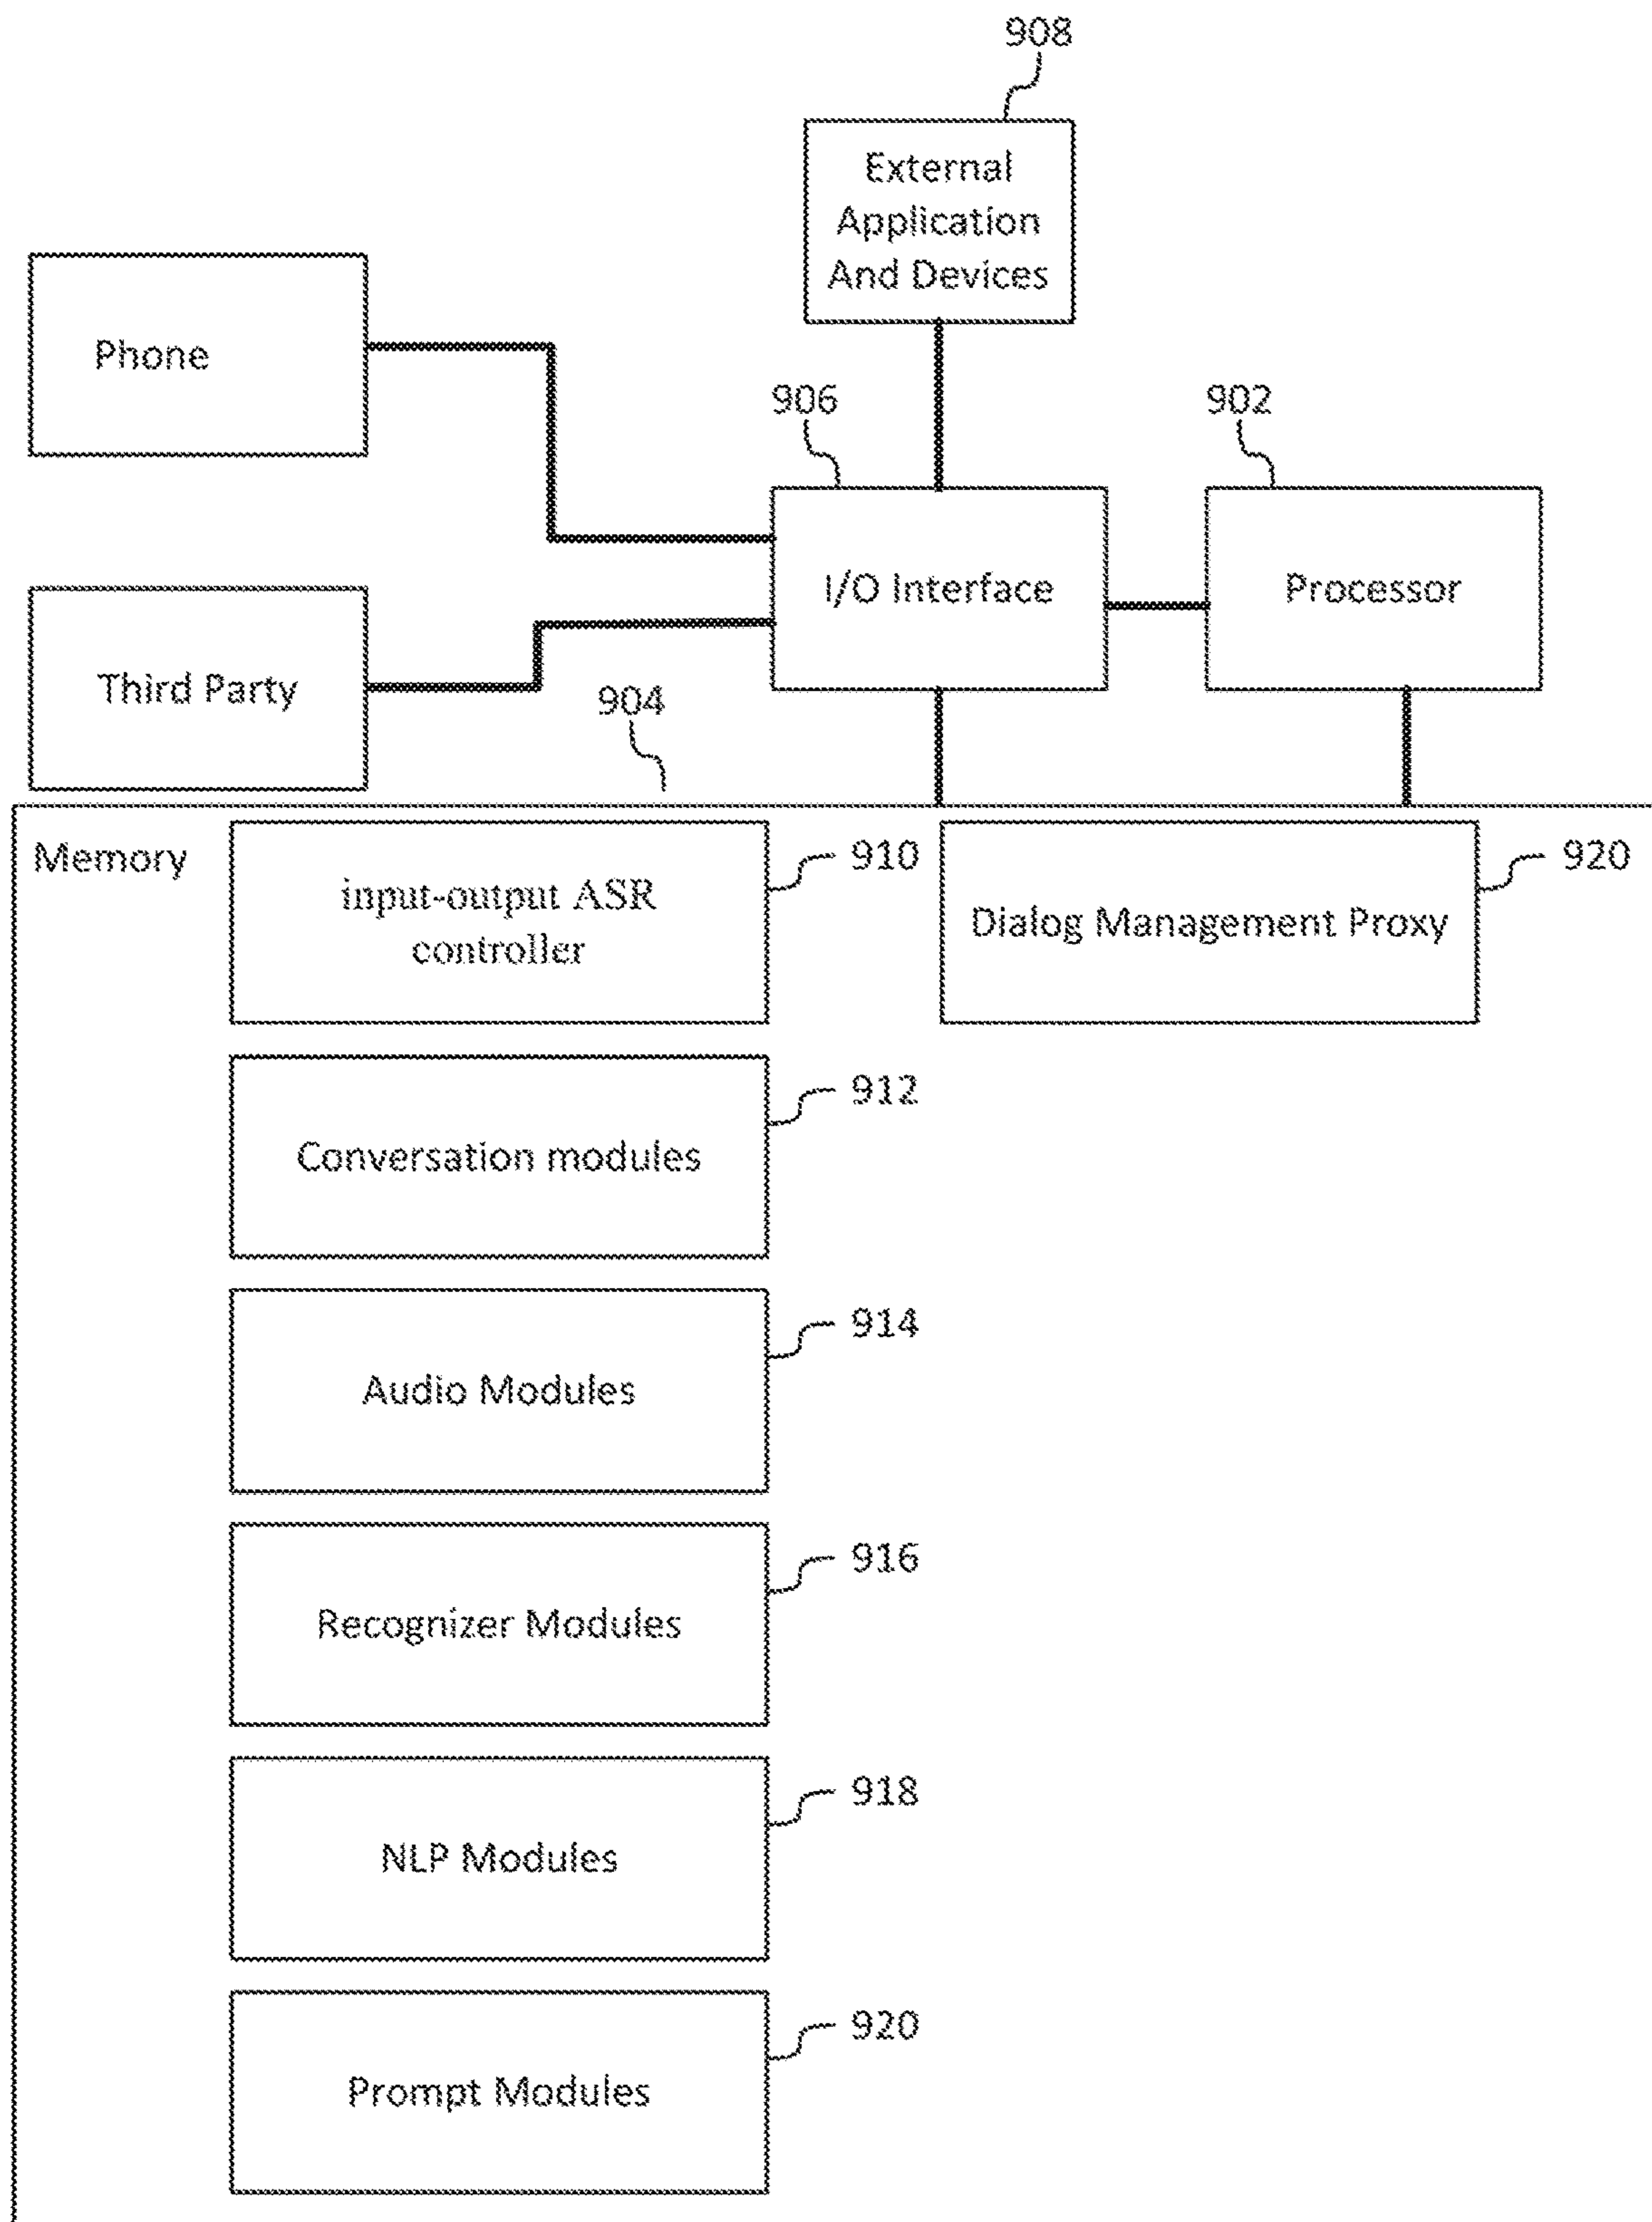 908
External
Application
And Devices
Phone
906
902
I/O Interface
Processor
Third Party
904
Memory
input-output ASR
controller
910
Dialog Management Proxy
920
912
Conversation modules
914
Audio Modules
916
Recognizer Modules
918
NLP Modules
920
Prompt Modules